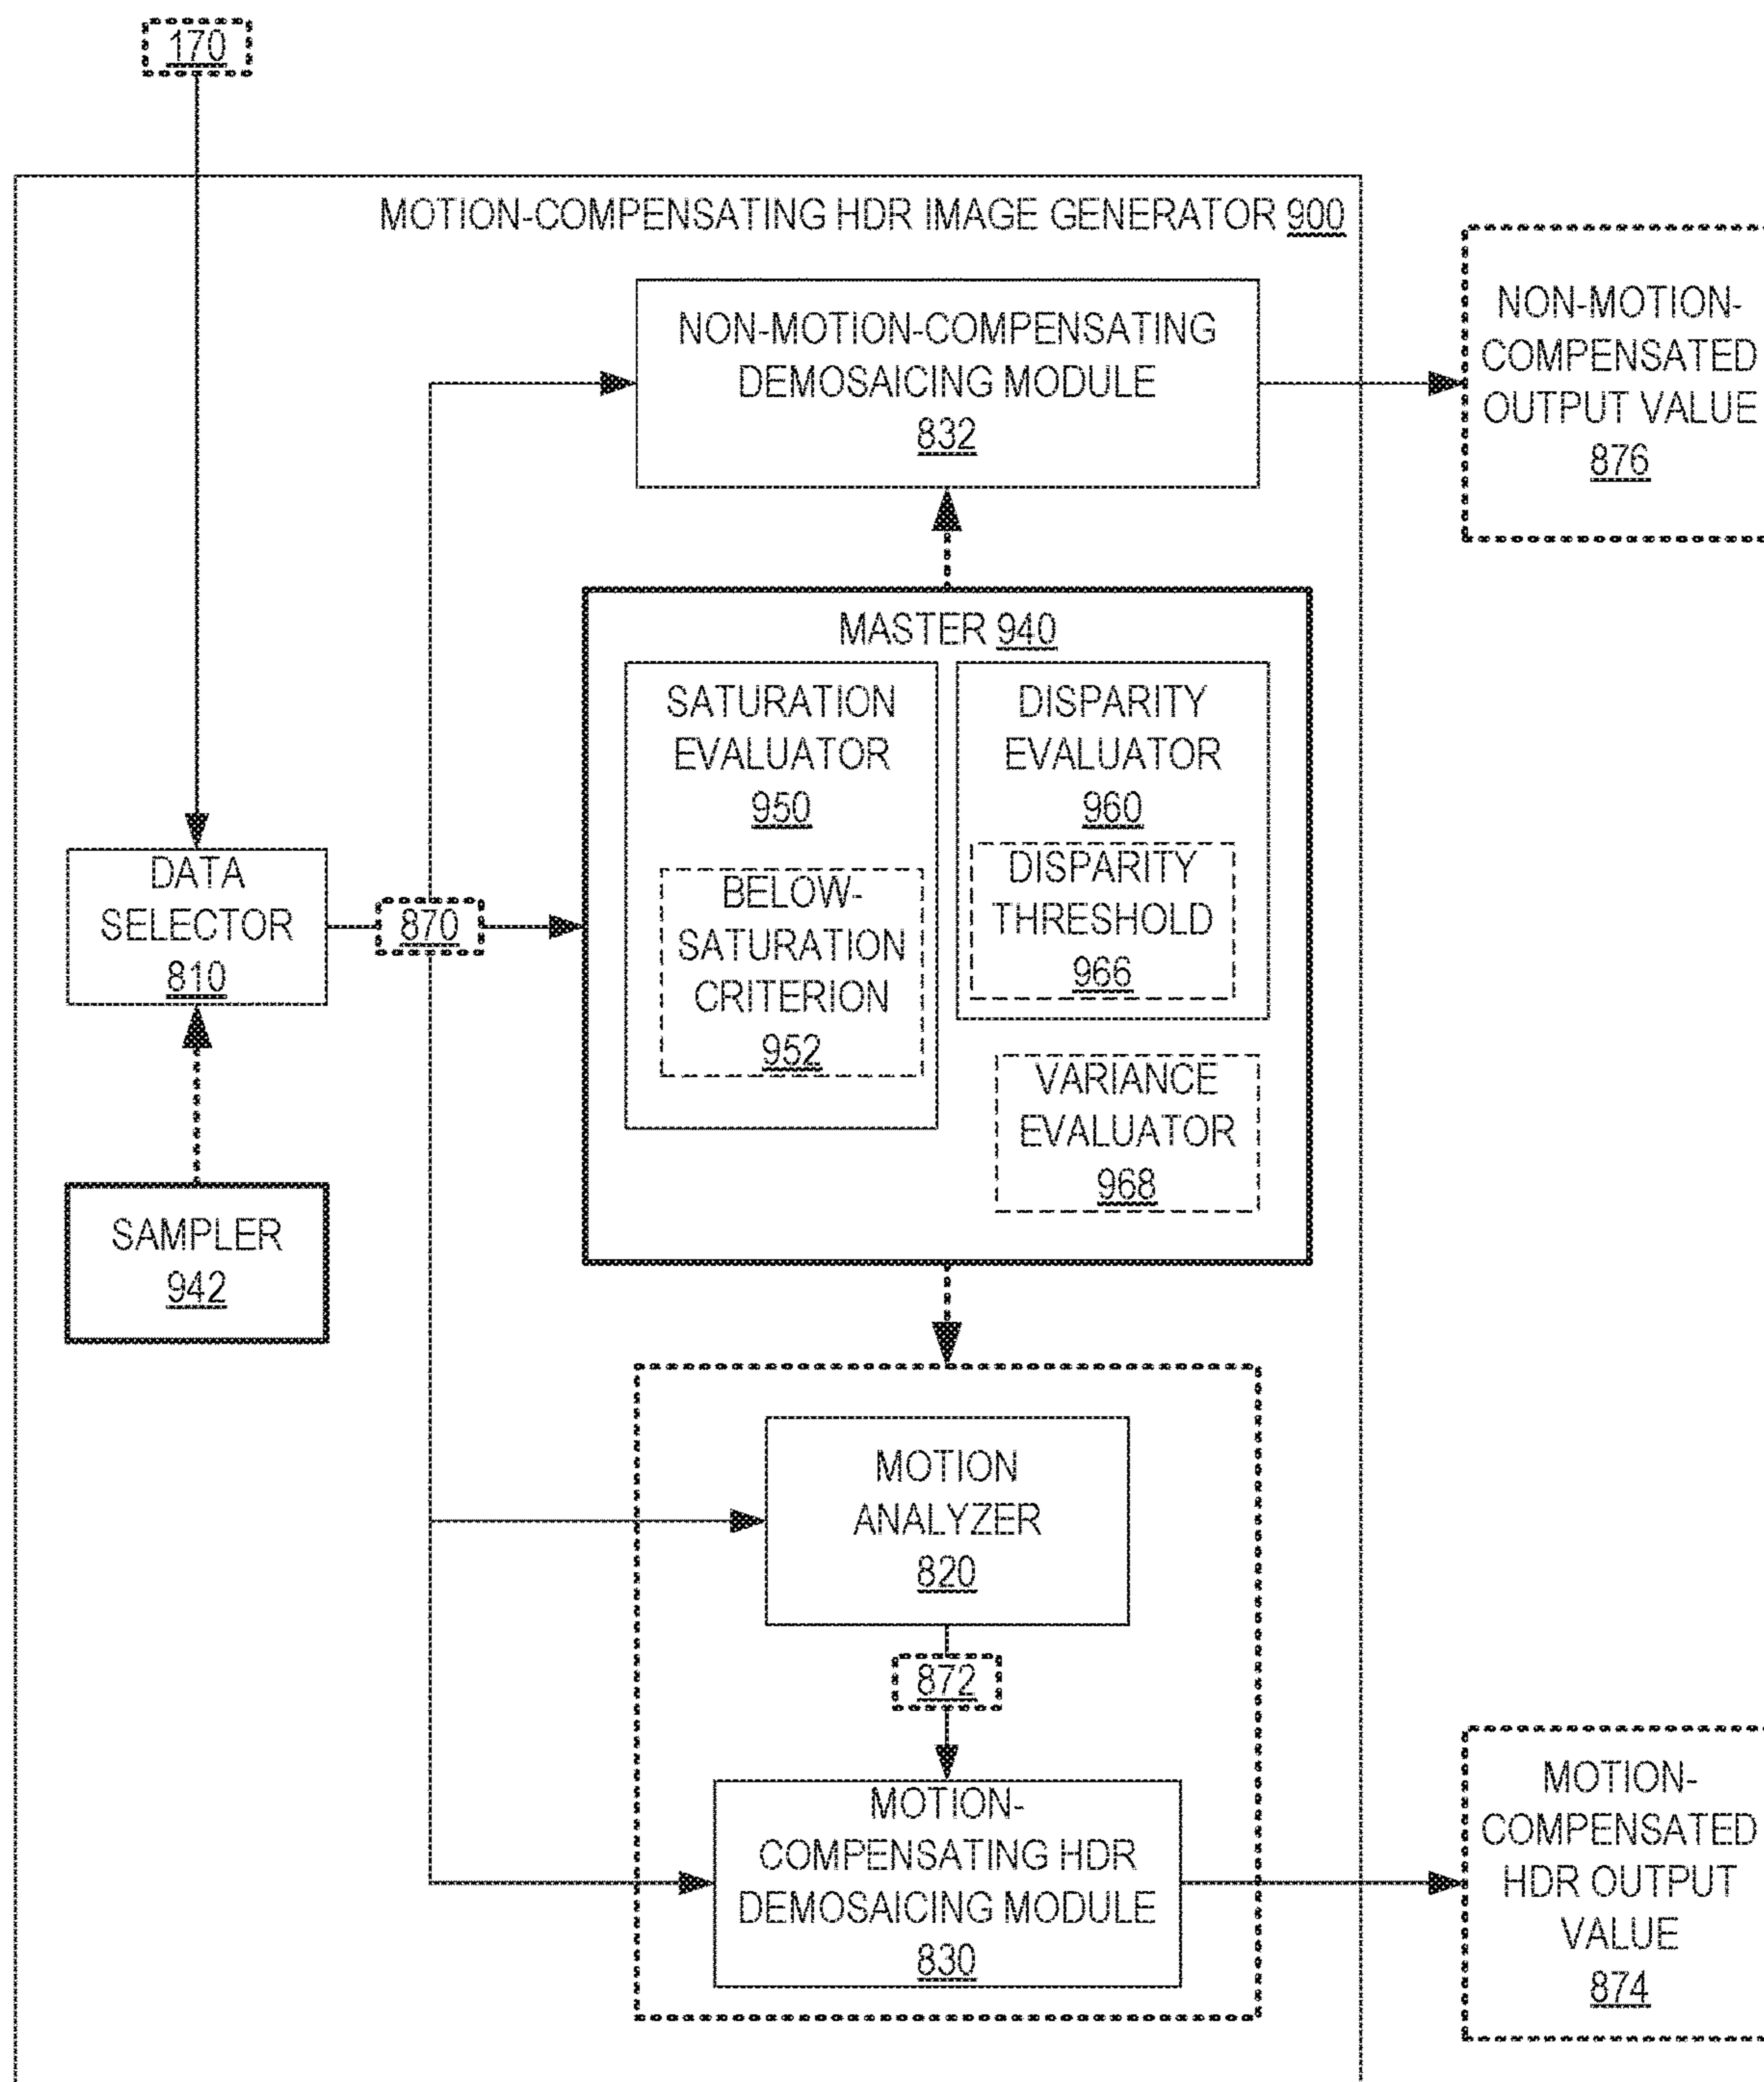 170
MOTION-COMPENSATING HDR IMAGE GENERATOR 900
NON-MOTION-COMPENSATING
DEMOSAICING MODULE
832
NON-MOTION-
COMPENSATED
OUTPUT VALUE
876
MASTER 940
SATURATION
EVALUATOR
950
BELOW-
SATURATION
CRITERION
952
DISPARITY
EVALUATOR
960
DISPARITY
THRESHOLD
966
VARIANCE
EVALUATOR
968
DATA
SELECTOR
810
870
SAMPLER
942
MOTION
ANALYZER
820
872
MOTION-
COMPENSATING HDR
DEMOSAICING MODULE
830
MOTION-
COMPENSATED
HDR OUTPUT
VALUE
874